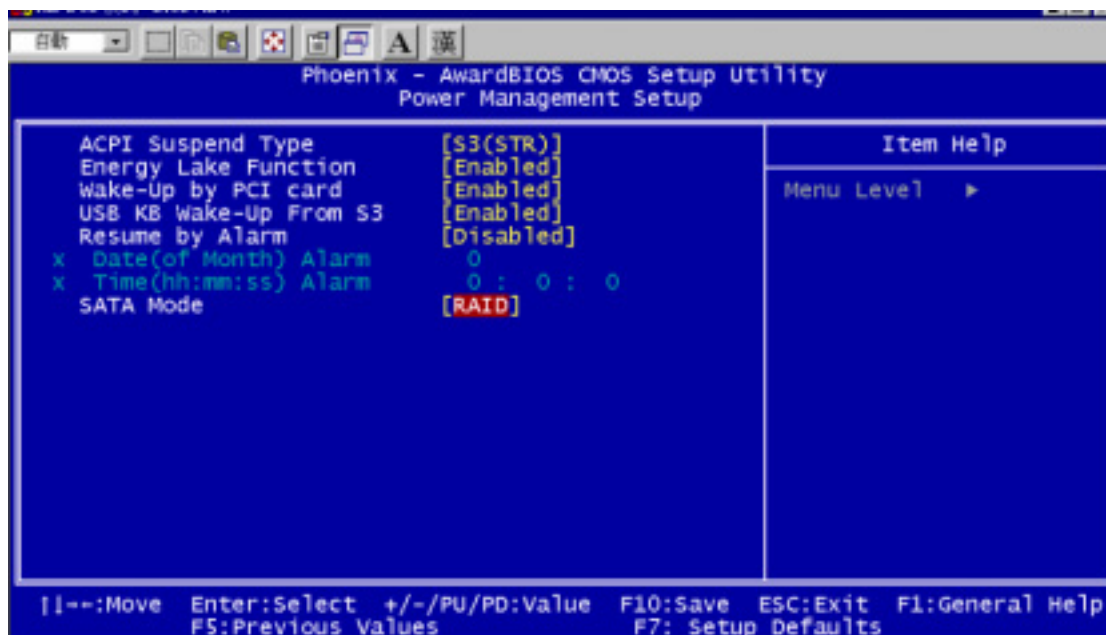 自動
A 漢
Phoenix - AwardBIOS CMOS Setup Utility
Power Management Setup
ACPI Suspend Type [S3(STR)]
Energy Lake Function [Enabled]
Wake-Up by PCI card [Enabled]
USB KB Wake-Up From S3 [Enabled]
Resume by Alarm [Disabled]
x Date(of Month) Alarm 0
x Time(hh:mm:ss) Alarm 0 : 0 : 0
SATA Mode [RAID]
Item Help
Menu Level ►
↑↓→←:Move Enter:Select +/-/PU/PD:Value F10:Save ESC:Exit F1:General Help
F5:Previous Values F7: Setup Defaults